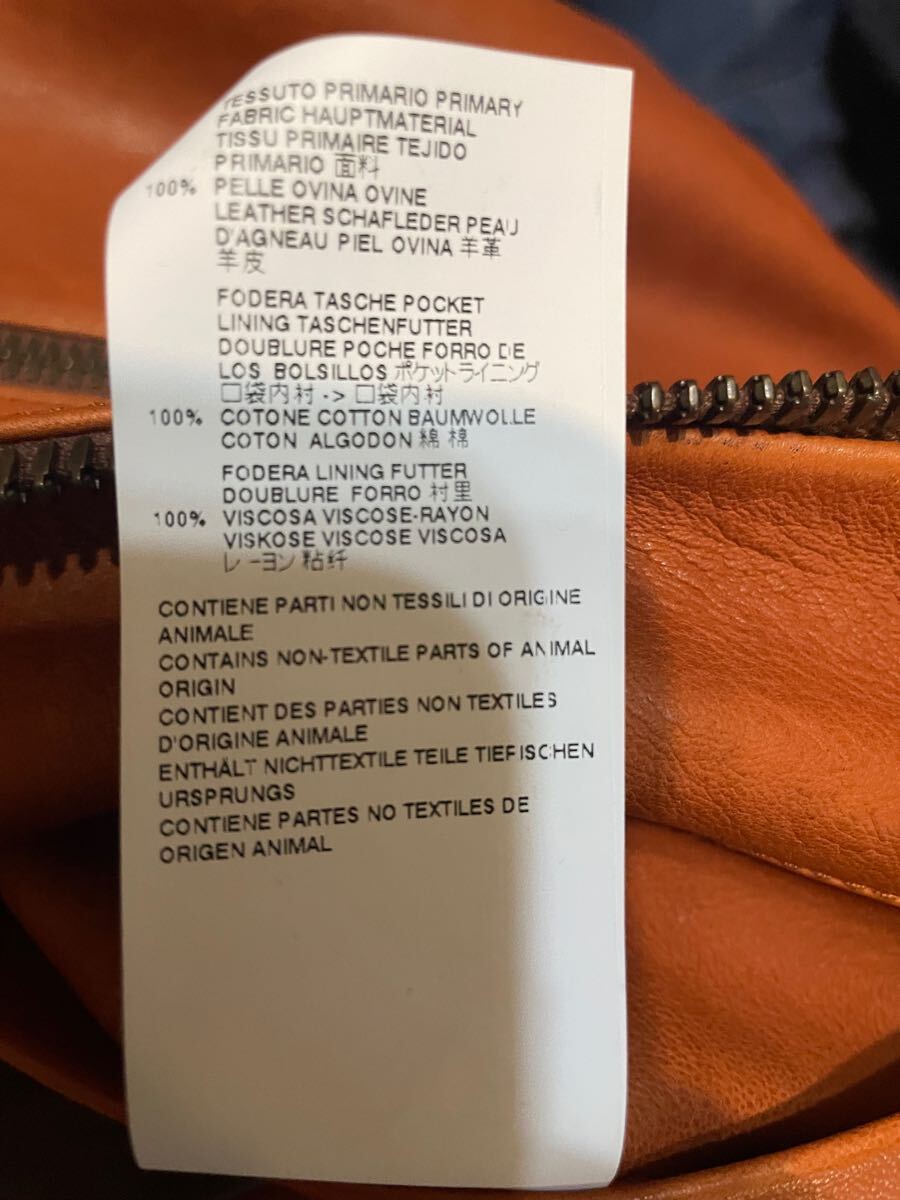 TESSUTO PRIMARIO PRIMARY
FABRIC HAUPTMATERIAL
TISSU PRIMAIRE TEJIDO
PRIMARIO 面料
100% PELLE OVINA OVINE
LEATHER SCHAFLEDER PEAU
D'AGNEAU PIEL OVINA 羊革
羊皮
FODERA TASCHE POCKET
LINING TASCHENFUTTER
DOUBLURE POCHE FORRO DE
LOS BOLSILLOS ポケットライニング
口袋内衬 -> 口袋内衬
100% COTONE COTTON BAUMWOLLE
COTON ALGODON 綿 棉
FODERA LINING FUTTER
DOUBLURE FORRO 村里
100% VISCOSA VISCOSE-RAYON
VISKOSE VISCOSE VISCOSA
レーヨン 粘纤
CONTIENE PARTI NON TESSILI DI ORIGINE
ANIMALE
CONTAINS NON-TEXTILE PARTS OF ANIMAL
ORIGIN
CONTIENT DES PARTIES NON TEXTILES
D'ORIGINE ANIMALE
ENTHÄLT NICHTTEXTILE TEILE TIERISCHEN
URSPRUNGS
CONTIENE PARTES NO TEXTILES DE
ORIGEN ANIMAL